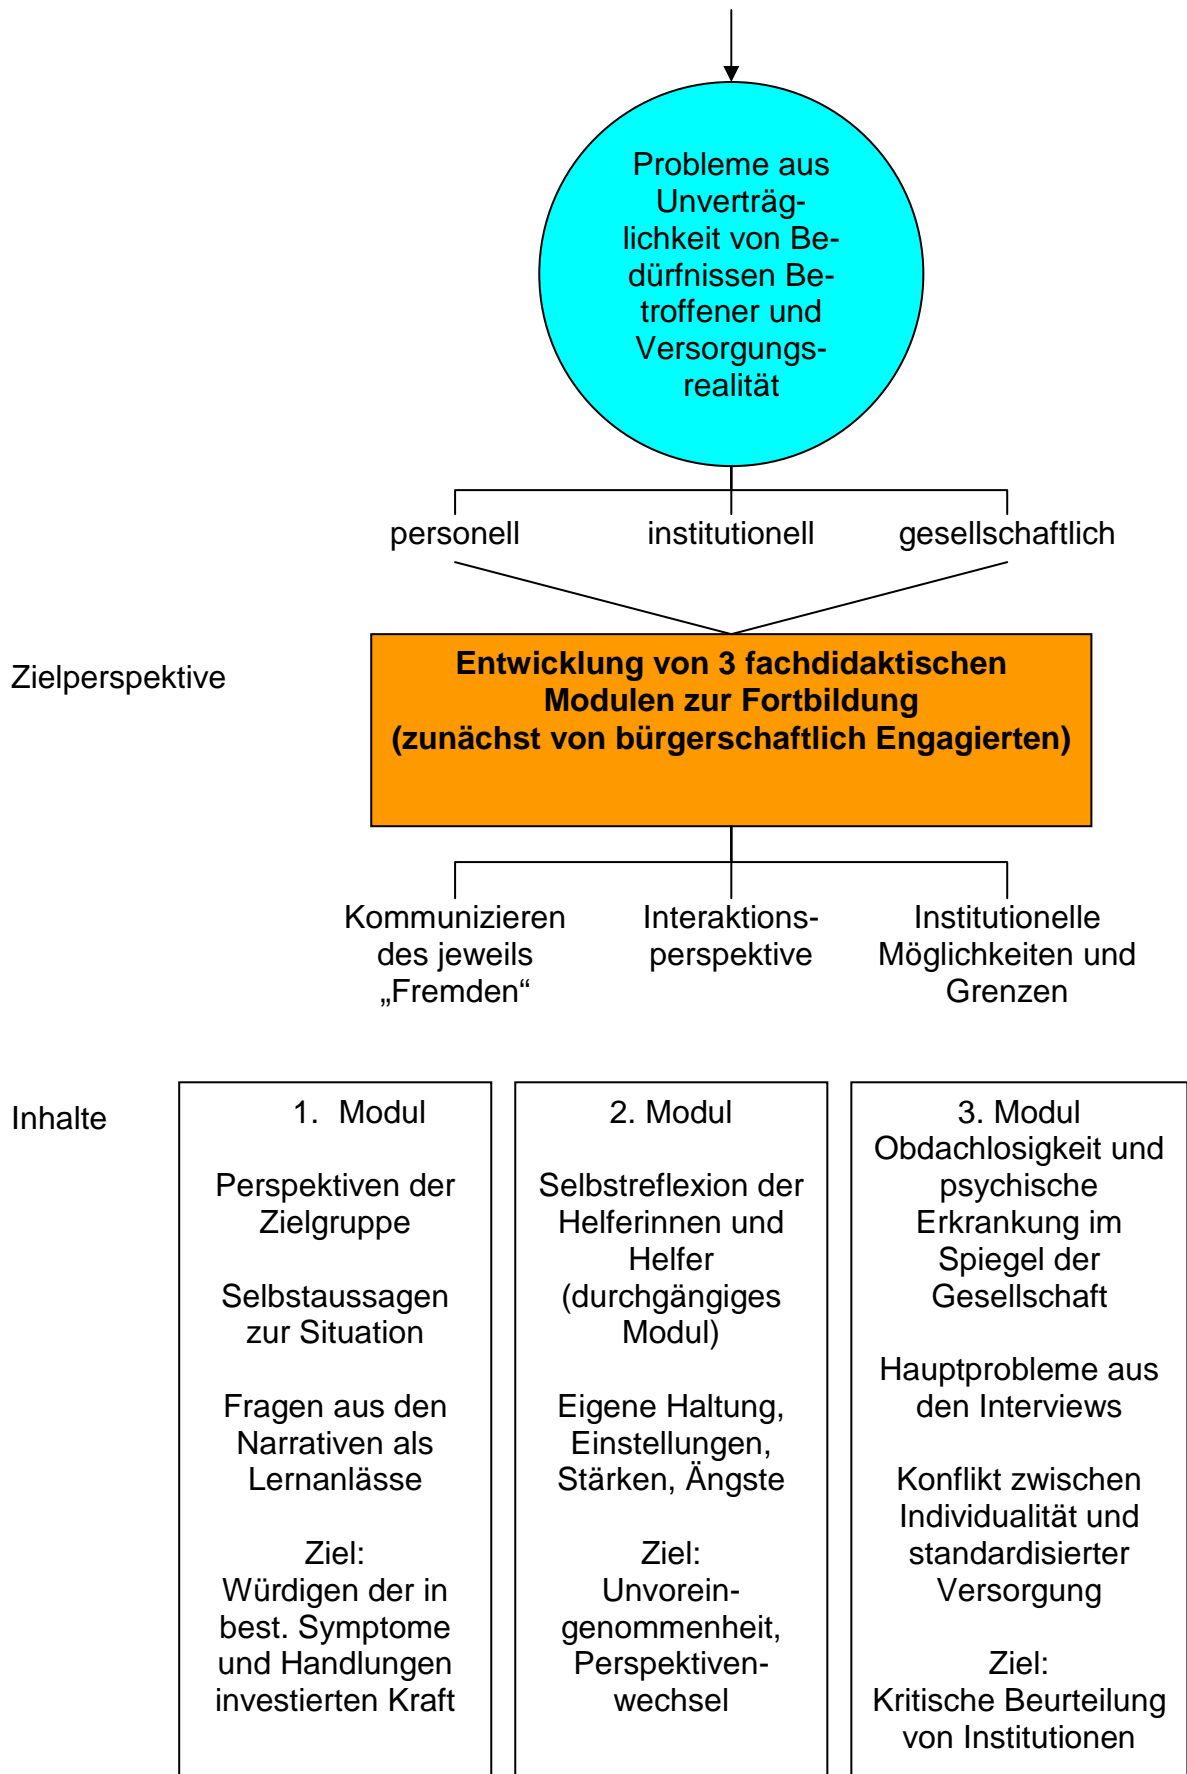 Probleme aus
Unverträg-
lichkeit von Be-
dürfnissen Be-
troffener und
Versorgungs-
realität
personell
institutionell
gesellschaftlich
Zielperspektive
Entwicklung von 3 fachdidaktischen
Modulen zur Fortbildung
(zunächst von bürgerschaftlich Engagierten)
Kommunizieren
des jeweils
„Fremden“
Interaktions-
perspektive
Institutionelle
Möglichkeiten und
Grenzen
Inhalte
1. Modul
Perspektiven der
Zielgruppe
Selbstaussagen
zur Situation
Fragen aus den
Narrativen als
Lernanlässe
Ziel:
Würdigen der in
best. Symptome
und Handlungen
investierten Kraft
2. Modul
Selbstreflexion der
Helferinnen und
Helfer
(durchgängiges
Modul)
Eigene Haltung,
Einstellungen,
Stärken, Ängste
Ziel:
Unvorein-
genommenheit,
Perspektiven-
wechsel
3. Modul
Obdachlosigkeit und
psychische
Erkrankung im
Spiegel der
Gesellschaft
Hauptprobleme aus
den Interviews
Konflikt zwischen
Individualität und
standardisierter
Versorgung
Ziel:
Kritische Beurteilung
von Institutionen